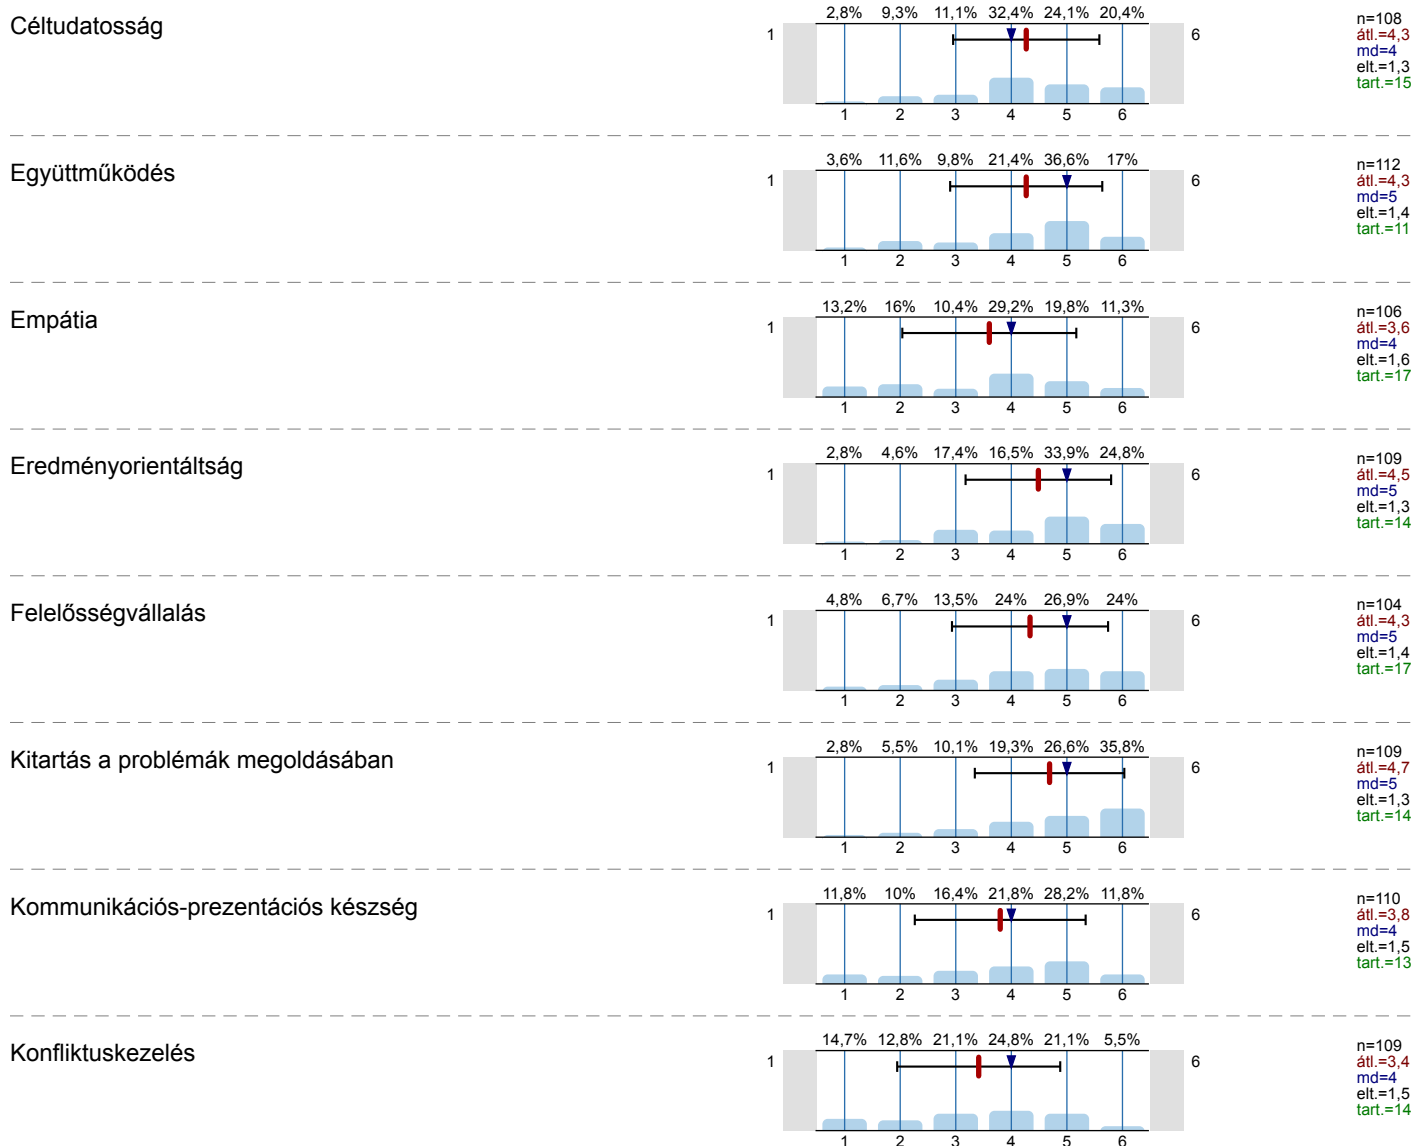 Céltudatosság
2,8% 9,3% 11,1% 32,4% 24,1% 20,4%
1 6
1 2 3 4 5 6
n=108
átl.=4,3
md=4
elt.=1,3
tart.=15
Együttműködés
3,6% 11,6% 9,8% 21,4% 36,6% 17%
1 6
1 2 3 4 5 6
n=112
átl.=4,3
md=5
elt.=1,4
tart.=11
Empátia
13,2% 16% 10,4% 29,2% 19,8% 11,3%
1 6
1 2 3 4 5 6
n=106
átl.=3,6
md=4
elt.=1,6
tart.=17
Eredményorientáltság
2,8% 4,6% 17,4% 16,5% 33,9% 24,8%
1 6
1 2 3 4 5 6
n=109
átl.=4,5
md=5
elt.=1,3
tart.=14
Felelősségvállalás
4,8% 6,7% 13,5% 24% 26,9% 24%
1 6
1 2 3 4 5 6
n=104
átl.=4,3
md=5
elt.=1,4
tart.=17
Kitartás a problémák megoldásában
2,8% 5,5% 10,1% 19,3% 26,6% 35,8%
1 6
1 2 3 4 5 6
n=109
átl.=4,7
md=5
elt.=1,3
tart.=14
Kommunikációs-prezentációs készség
11,8% 10% 16,4% 21,8% 28,2% 11,8%
1 6
1 2 3 4 5 6
n=110
átl.=3,8
md=4
elt.=1,5
tart.=13
Konfliktuskezelés
14,7% 12,8% 21,1% 24,8% 21,1% 5,5%
1 6
1 2 3 4 5 6
n=109
átl.=3,4
md=4
elt.=1,5
tart.=14